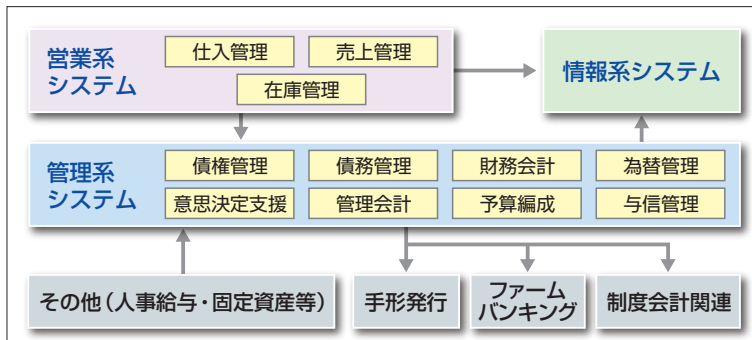 営業系
システム
仕入管理
売上管理
在庫管理
情報系システム
管理系
システム
債権管理
債務管理
財務会計
為替管理
意思決定支援
管理会計
予算編成
与信管理
その他（人事給与・固定資産等）
手形発行
ファーム
バンキング
制度会計関連